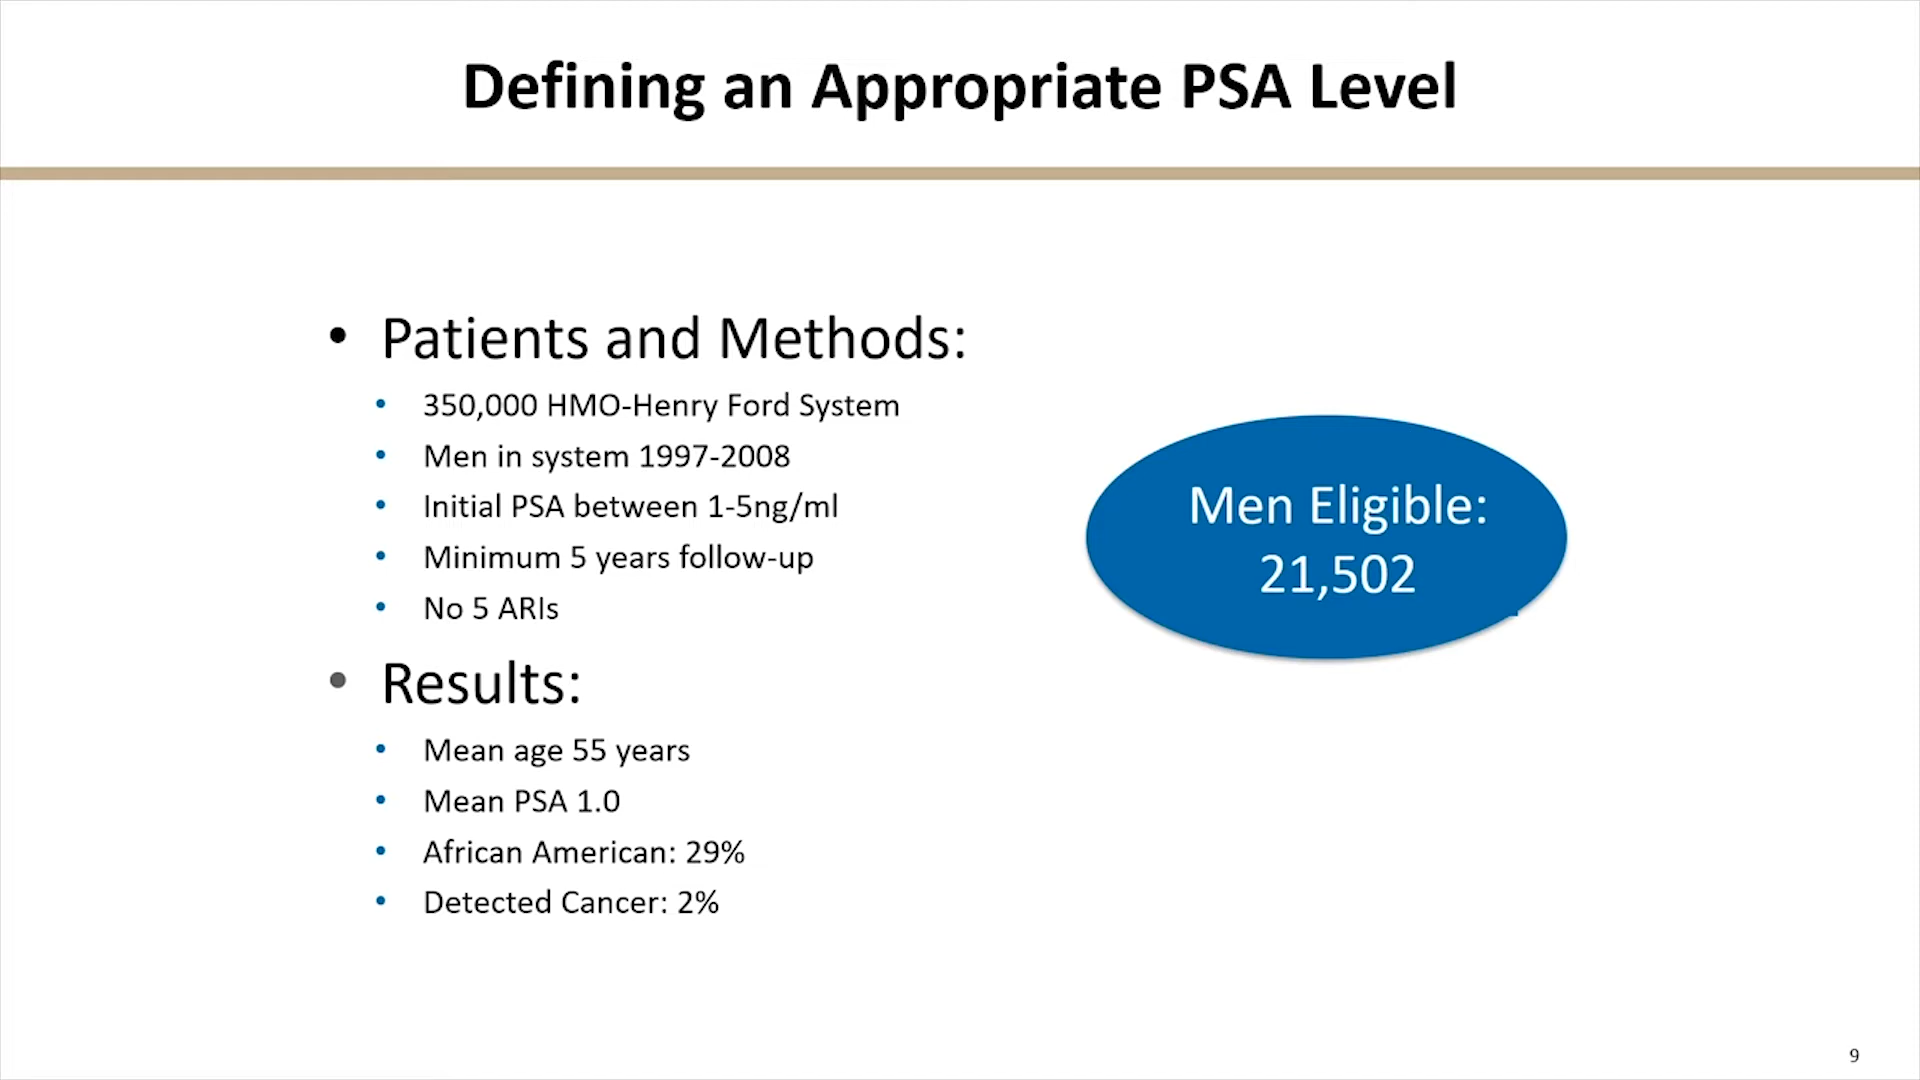 Defining an Appropriate PSA Level
• Patients and Methods:
• 350,000 HMO-Henry Ford System
• Men in system 1997-2008
• Initial PSA between 1-5ng/ml
• Minimum 5 years follow-up
• No 5 ARIs
• Results:
• Mean age 55 years
• Mean PSA 1.0
• African American: 29%
• Detected Cancer: 2%
Men Eligible:
21,502
9